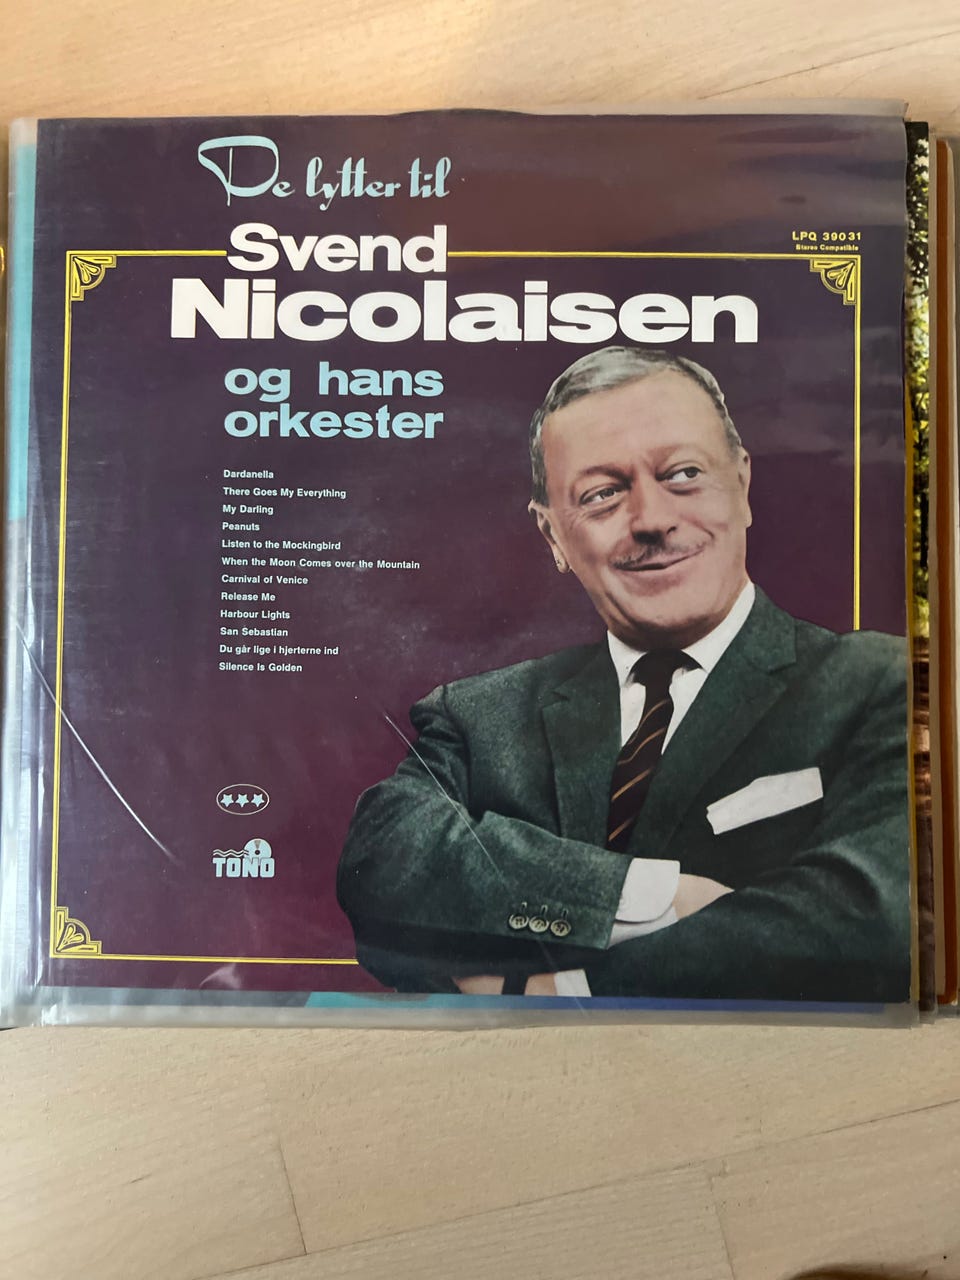 De lytter til
LPQ 39031
Stereo Compatible
Svend
Nicolaisen
og hans
orkester
Dardanella
There Goes My Everything
My Darling
Peanuts
Listen to the Mockingbird
When the Moon Comes over the Mountain
Carnival of Venice
Release Me
Harbour Lights
San Sebastian
Du går lige i hjerterne ind
Silence Is Golden
TONO